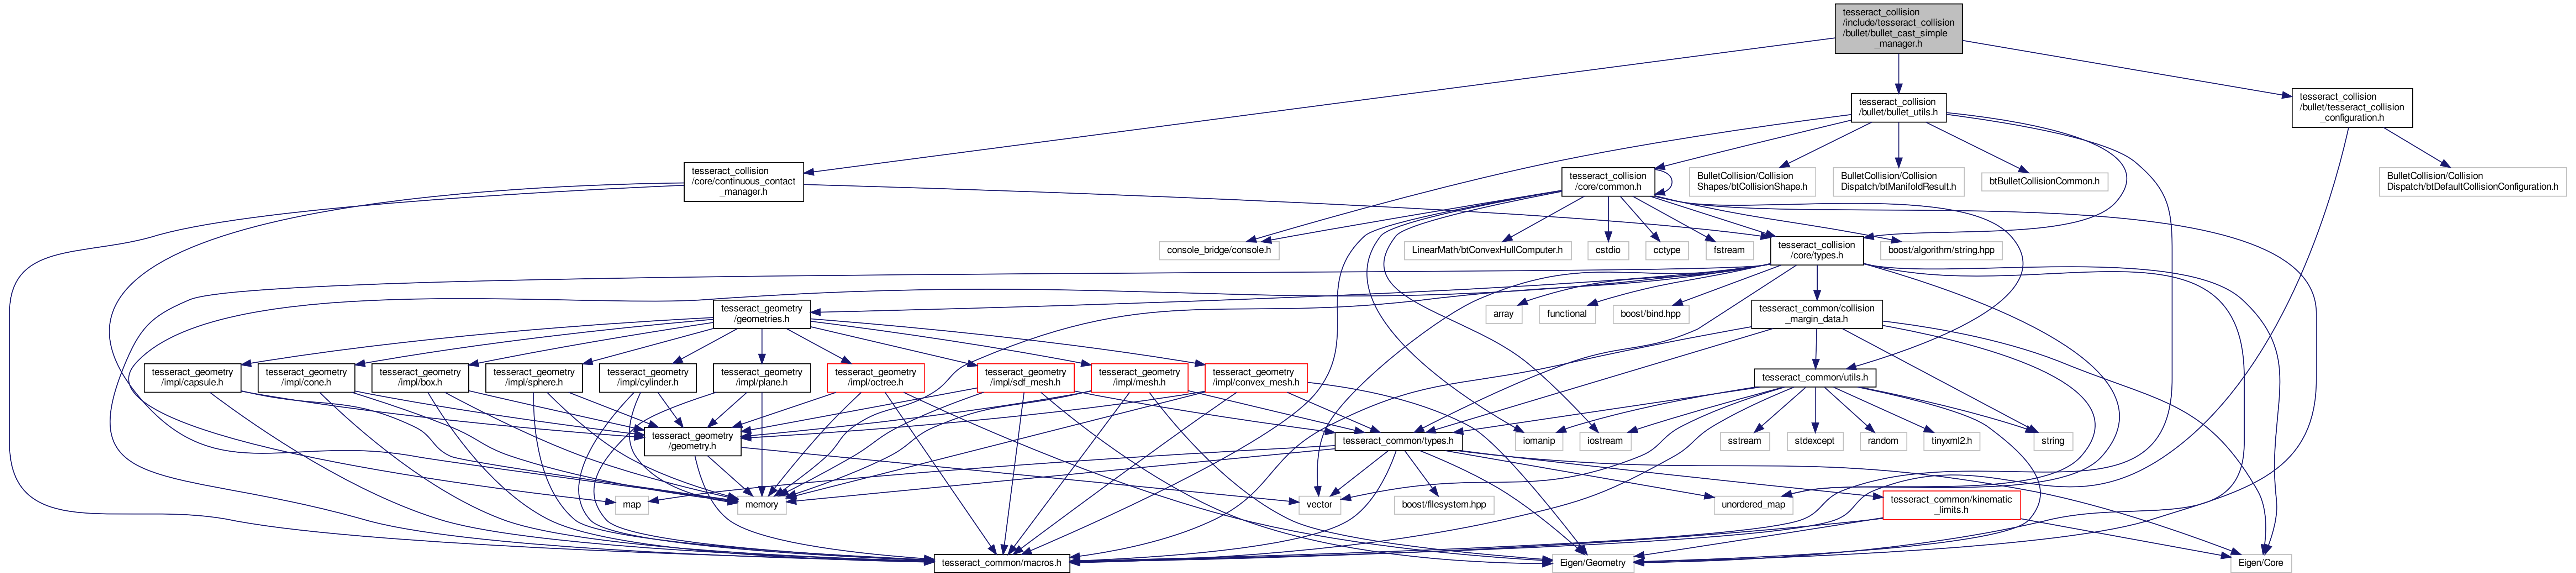 tesseract_collision
/include/tesseract_collision
/bullet/bullet_cast_simple
_manager.h
tesseract_collision
/bullet/bullet_utils.h
tesseract_collision
/bullet/tesseract_collision
_configuration.h
tesseract_collision
/core/continuous_contact
_manager.h
tesseract_collision
/core/common.h
BulletCollision/Collision
Shapes/btCollisionShape.h
BulletCollision/Collision
Dispatch/btManifoldResult.h
btBulletCollisionCommon.h
BulletCollision/Collision
Dispatch/btDefaultCollisionConfiguration.h
console_bridge/console.h
LinearMath/btConvexHullComputer.h
cstdio
cctype
fstream
tesseract_collision
/core/types.h
boost/algorithm/string.hpp
tesseract_geometry
/geometries.h
array
functional
boost/bind.hpp
tesseract_common/collision
_margin_data.h
tesseract_geometry
/impl/capsule.h
tesseract_geometry
/impl/cone.h
tesseract_geometry
/impl/box.h
tesseract_geometry
/impl/sphere.h
tesseract_geometry
/impl/cylinder.h
tesseract_geometry
/impl/plane.h
tesseract_geometry
/impl/octree.h
tesseract_geometry
/impl/sdf_mesh.h
tesseract_geometry
/impl/mesh.h
tesseract_geometry
/impl/convex_mesh.h
tesseract_common/utils.h
tesseract_geometry
/geometry.h
tesseract_common/types.h
iomanip
iostream
sstream
stdexcept
random
tinyxml2.h
string
map
memory
vector
boost/filesystem.hpp
unordered_map
tesseract_common/kinematic
_limits.h
tesseract_common/macros.h
Eigen/Geometry
Eigen/Core